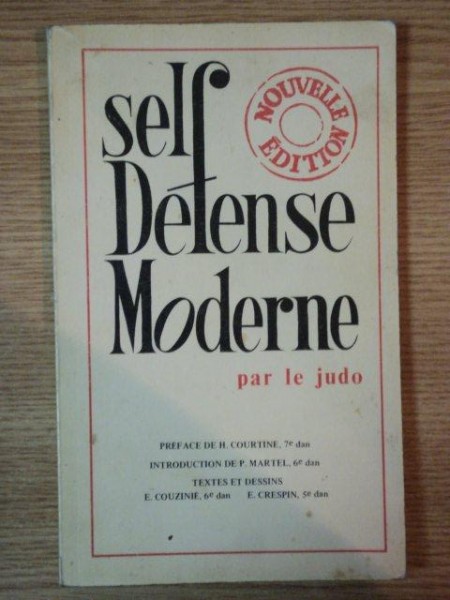 self
Défense
Moderne
NOUVELLE
ÉDITION
par le judo
PRÉFACE DE H. COURTINE, 7e dan
INTRODUCTION DE P. MARTEL, 6e dan
TEXTES ET DESSINS
E. COUZINIÉ, 6e dan E. CRESPIN, 5e dan